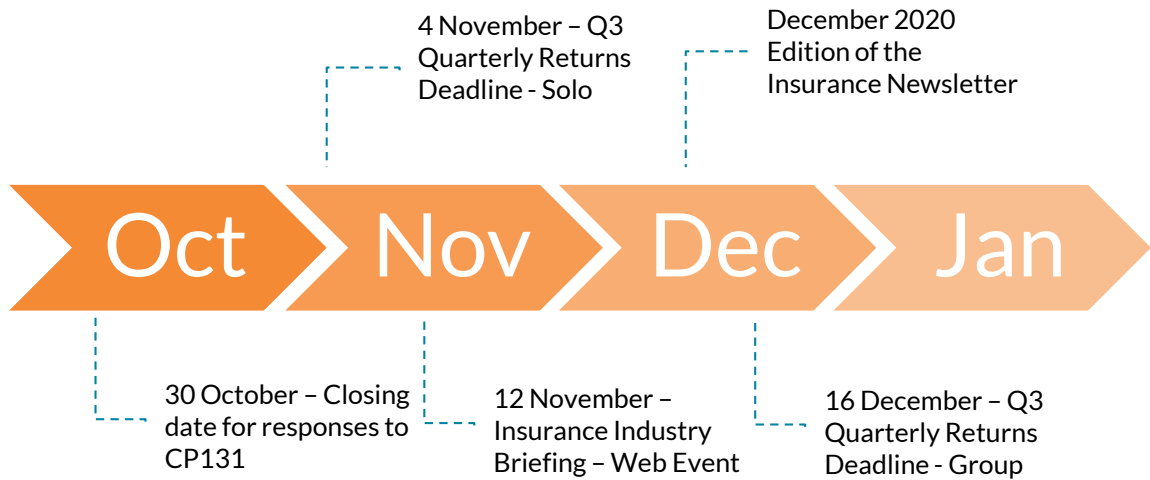 4 November – Q3
Quarterly Returns
Deadline - Solo
December 2020
Edition of the
Insurance Newsletter
Oct
Nov
Dec
Jan
30 October – Closing
date for responses to
CP131
12 November –
Insurance Industry
Briefing – Web Event
16 December – Q3
Quarterly Returns
Deadline - Group